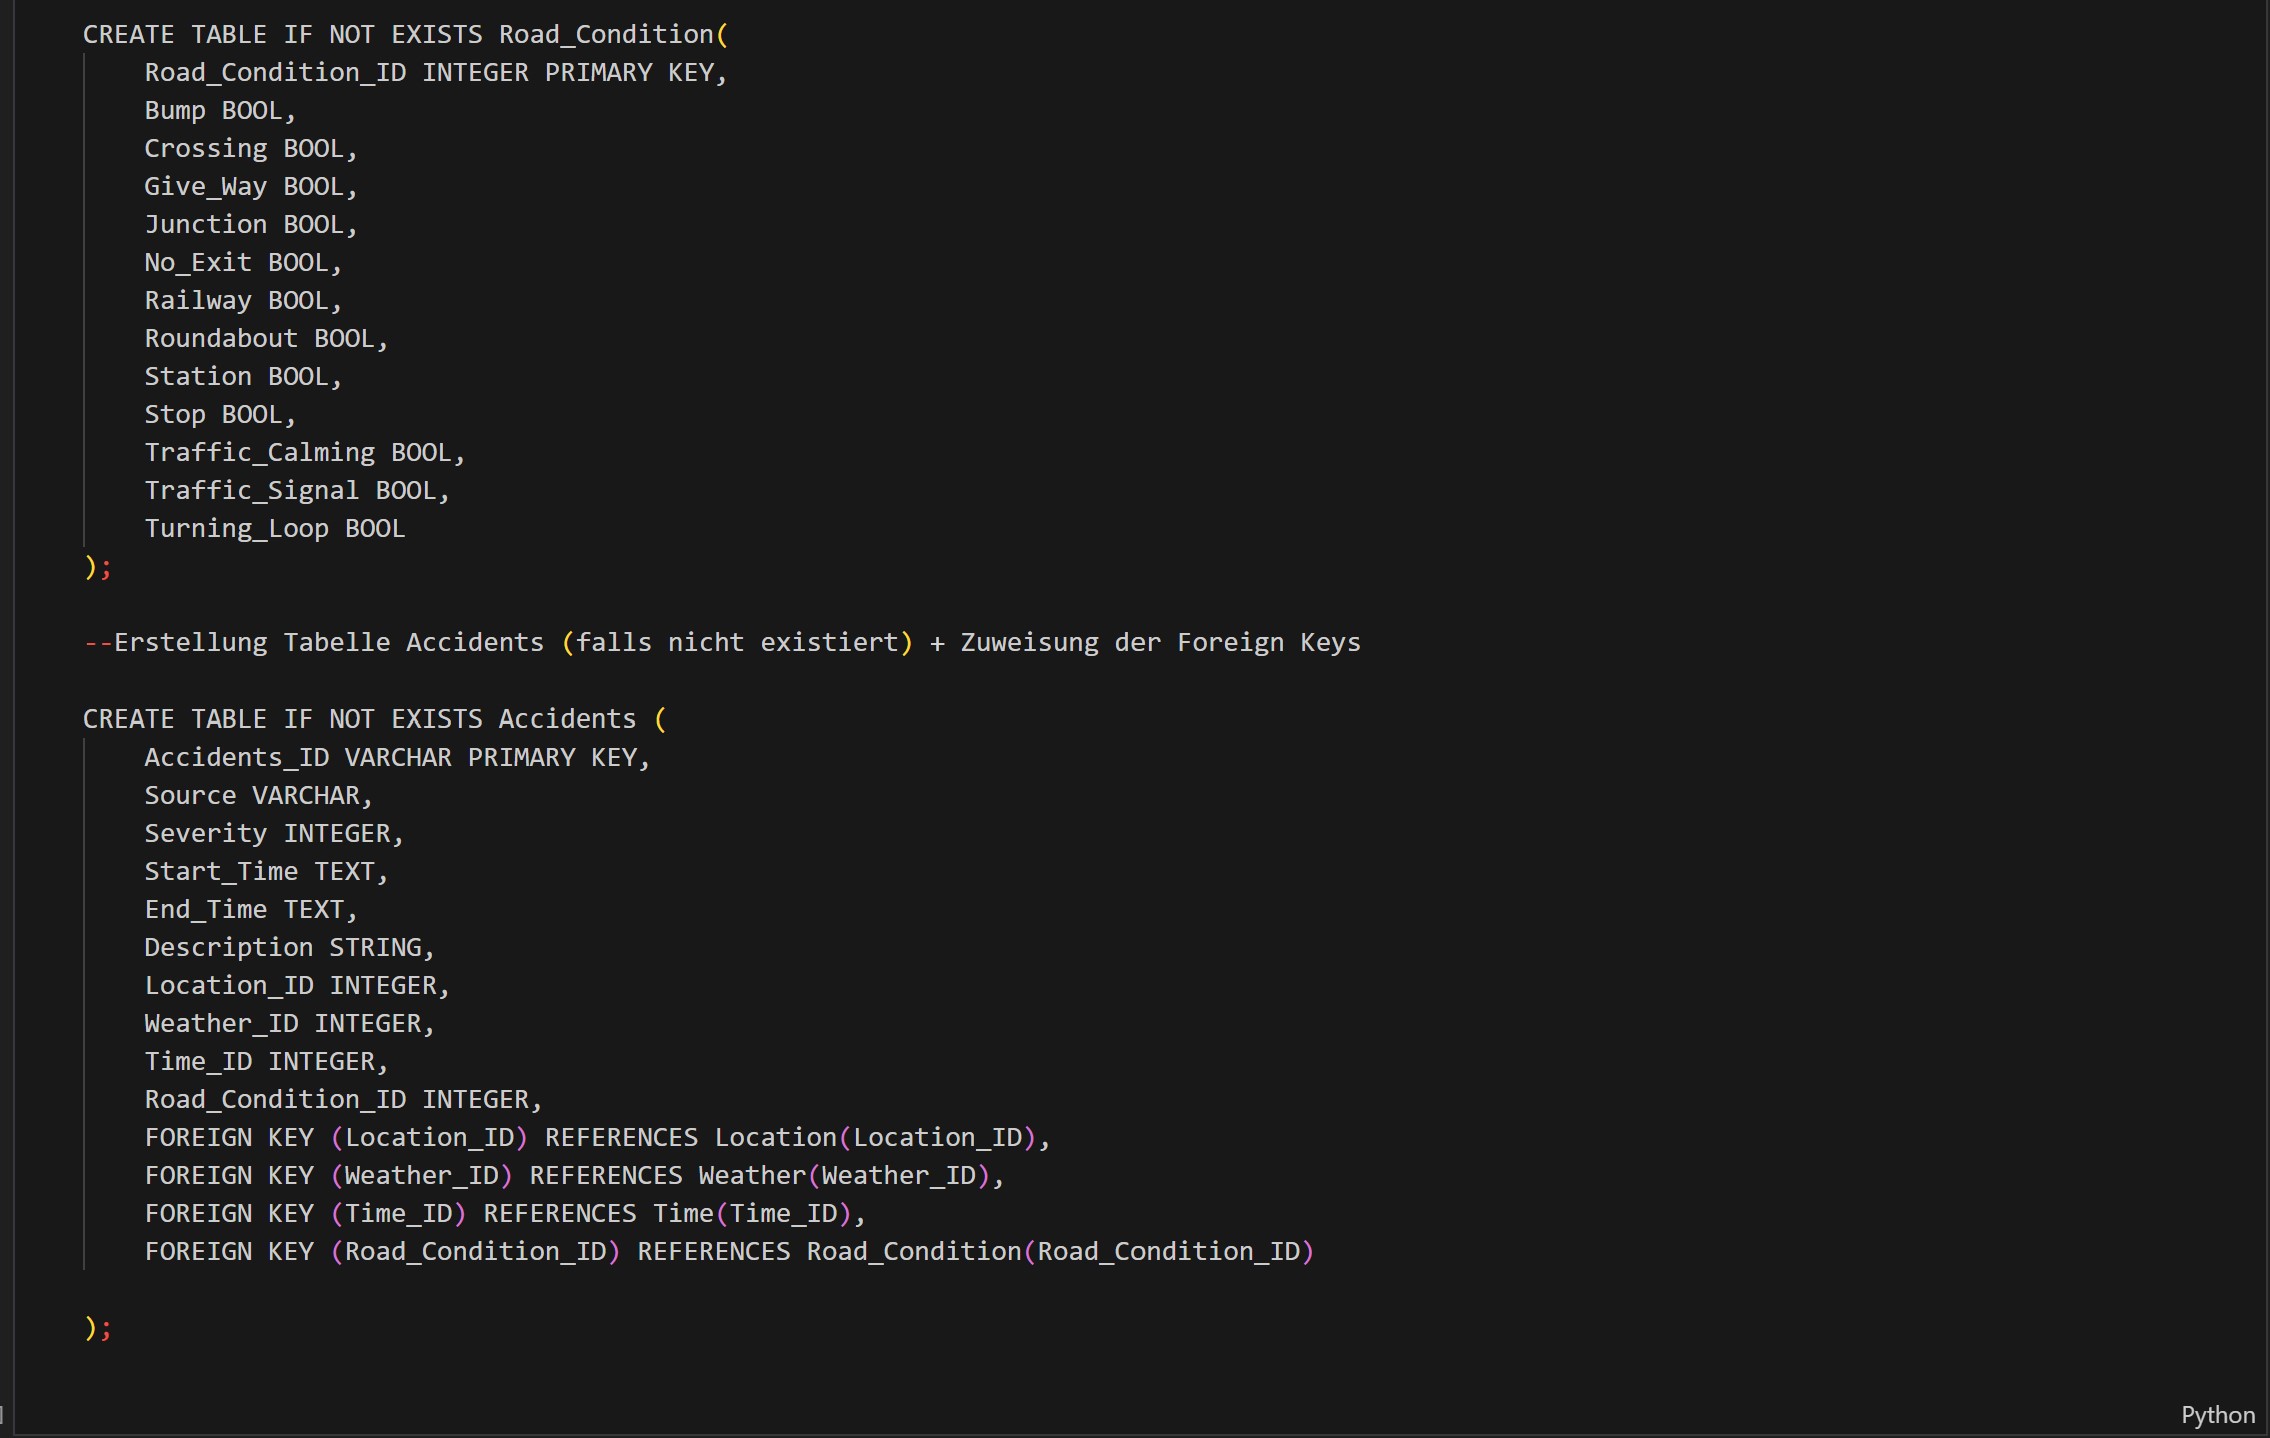 CREATE TABLE IF NOT EXISTS Road_Condition(
    Road_Condition_ID INTEGER PRIMARY KEY,
    Bump BOOL,
    Crossing BOOL,
    Give_Way BOOL,
    Junction BOOL,
    No_Exit BOOL,
    Railway BOOL,
    Roundabout BOOL,
    Station BOOL,
    Stop BOOL,
    Traffic_Calming BOOL,
    Traffic_Signal BOOL,
    Turning_Loop BOOL
);
--Erstellung Tabelle Accidents (falls nicht existiert) + Zuweisung der Foreign Keys
CREATE TABLE IF NOT EXISTS Accidents (
    Accidents_ID VARCHAR PRIMARY KEY,
    Source VARCHAR,
    Severity INTEGER,
    Start_Time TEXT,
    End_Time TEXT,
    Description STRING,
    Location_ID INTEGER,
    Weather_ID INTEGER,
    Time_ID INTEGER,
    Road_Condition_ID INTEGER,
    FOREIGN KEY (Location_ID) REFERENCES Location(Location_ID),
    FOREIGN KEY (Weather_ID) REFERENCES Weather(Weather_ID),
    FOREIGN KEY (Time_ID) REFERENCES Time(Time_ID),
    FOREIGN KEY (Road_Condition_ID) REFERENCES Road_Condition(Road_Condition_ID)
);
Python